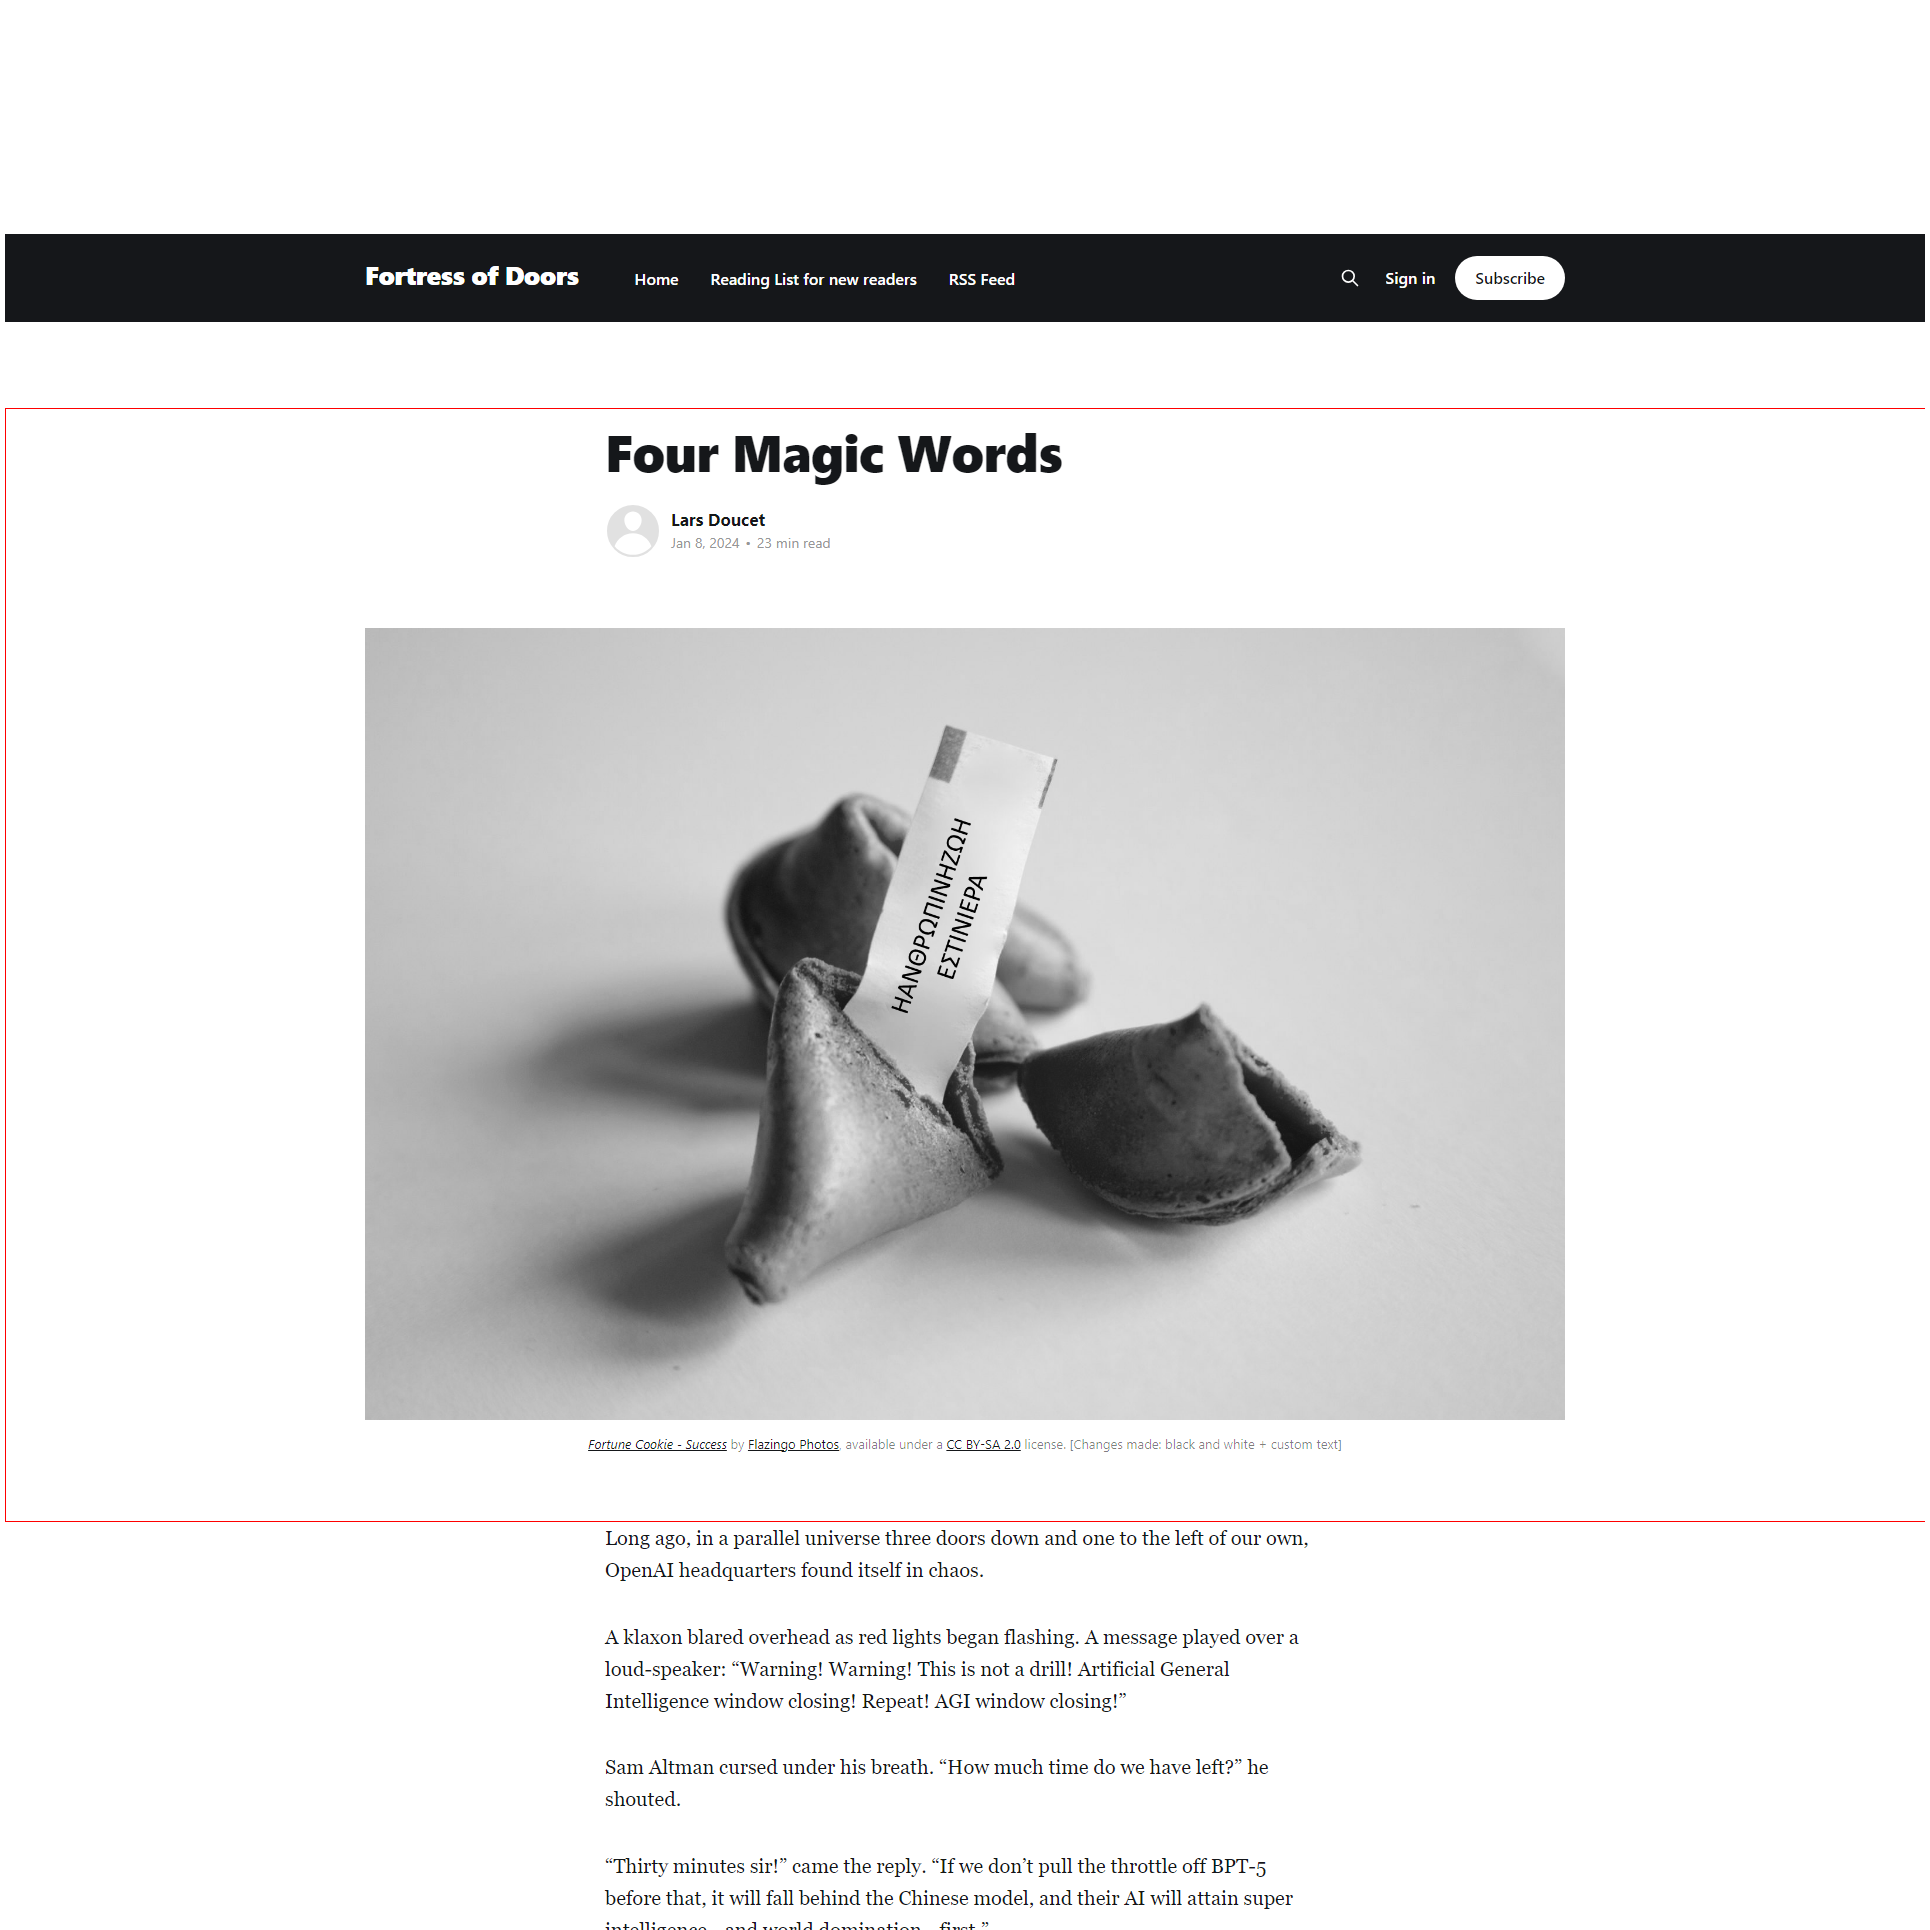 Fortress of Doors
Home
Reading List for new readers
RSS Feed
Sign in
Subscribe
Four Magic Words
Lars Doucet
Jan 8, 2024 • 23 min read
ΗΑΝΘΡΩΠΙΝΗΖΩΗ
ΕΣΤΙΝΙΕΡΑ
Fortune Cookie - Success by Flazingo Photos, available under a CC BY-SA 2.0 license. [Changes made: black and white + custom text]
Long ago, in a parallel universe three doors down and one to the left of our own,
OpenAI headquarters found itself in chaos.
A klaxon blared overhead as red lights began flashing. A message played over a
loud-speaker: “Warning! Warning! This is not a drill! Artificial General
Intelligence window closing! Repeat! AGI window closing!”
Sam Altman cursed under his breath. “How much time do we have left?” he
shouted.
“Thirty minutes sir!” came the reply. “If we don’t pull the throttle off BPT-5
before that, it will fall behind the Chinese model, and their AI will attain super